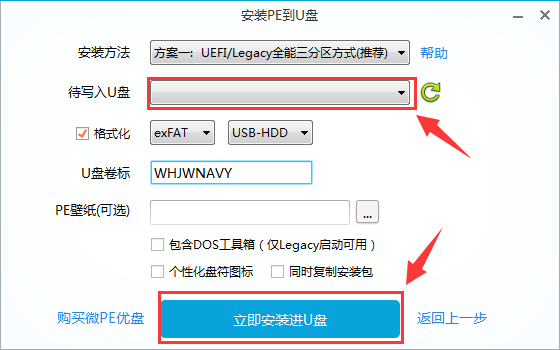 安装PE到U盘
安装方法 方案一：UEFI/Legacy全能三分区方式(推荐) 帮助
待写入U盘
格式化 exFAT USB-HDD
U盘卷标 WHJWNAVY
PE壁纸(可选) ...
包含DOS工具箱（仅Legacy启动可用）
个性化盘符图标 同时复制安装包
购买微PE优盘 立即安装进U盘 返回上一步